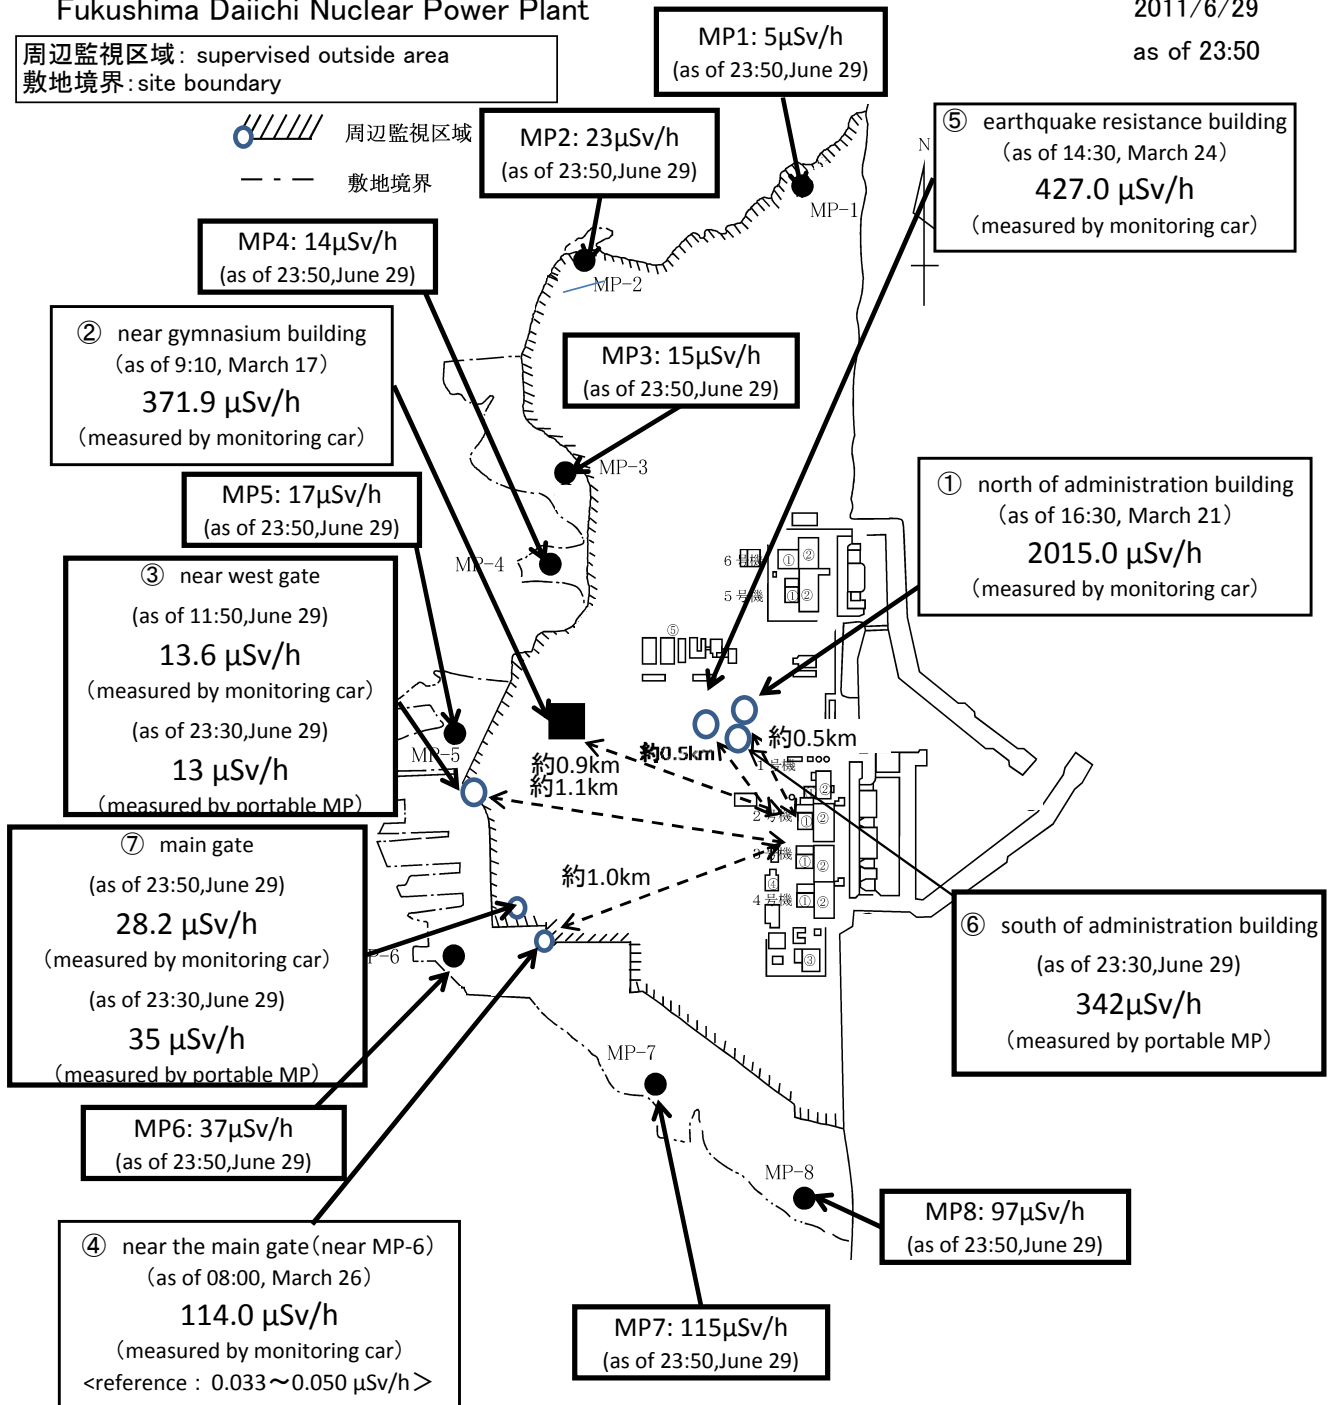 Fukushima Daiichi Nuclear Power Plant
2011/6/29
as of 23:50
周辺監視区域: supervised outside area
敷地境界:site boundary
周辺監視区域
敷地境界
N
MP1: 5μSv/h
(as of 23:50,June 29)
MP-1
MP2: 23μSv/h
(as of 23:50,June 29)
MP-2
⑤ earthquake resistance building
(as of 14:30, March 24)
427.0 μSv/h
(measured by monitoring car)
MP4: 14μSv/h
(as of 23:50,June 29)
② near gymnasium building
(as of 9:10, March 17)
371.9 μSv/h
(measured by monitoring car)
MP3: 15μSv/h
(as of 23:50,June 29)
MP-3
① north of administration building
(as of 16:30, March 21)
2015.0 μSv/h
(measured by monitoring car)
MP5: 17μSv/h
(as of 23:50,June 29)
MP-4
③ near west gate
(as of 11:50,June 29)
13.6 μSv/h
(measured by monitoring car)
(as of 23:30,June 29)
13 μSv/h
(measured by portable MP)
MP-5
6号機
① ②
5号機
① ②
⑤
約0.5km
約0.5km
約0.9km
約1.1km
1号機
②
2号機
① ②
3号機
① ②
④
4号機
① ②
③
約1.0km
⑦ main gate
(as of 23:50,June 29)
28.2 μSv/h
(measured by monitoring car)
(as of 23:30,June 29)
35 μSv/h
(measured by portable MP)
P-6
⑥ south of administration building
(as of 23:30,June 29)
342μSv/h
(measured by portable MP)
MP-7
MP6: 37μSv/h
(as of 23:50,June 29)
MP-8
MP8: 97μSv/h
(as of 23:50,June 29)
④ near the main gate(near MP-6)
(as of 08:00, March 26)
114.0 μSv/h
(measured by monitoring car)
<reference : 0.033～0.050 μSv/h>
MP7: 115μSv/h
(as of 23:50,June 29)